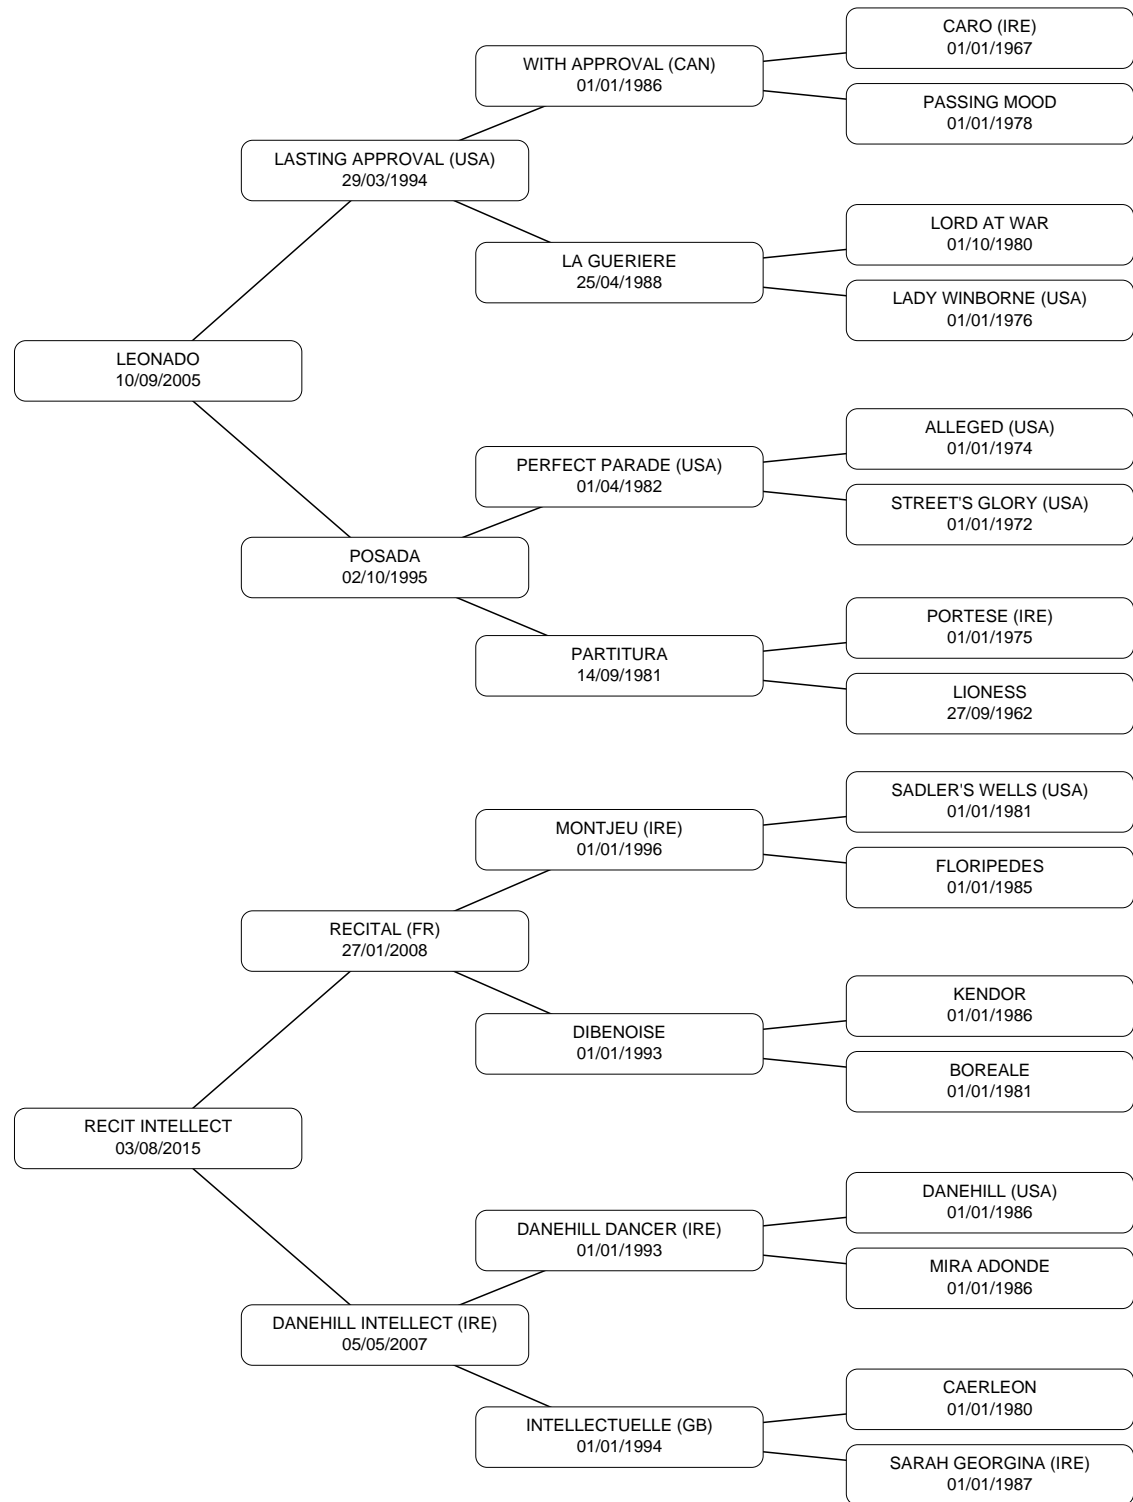 CARO (IRE)
01/01/1967
WITH APPROVAL (CAN)
01/01/1986
PASSING MOOD
01/01/1978
LASTING APPROVAL (USA)
29/03/1994
LORD AT WAR
01/10/1980
LA GUERIERE
25/04/1988
LADY WINBORNE (USA)
01/01/1976
LEONADO
10/09/2005
ALLEGED (USA)
01/01/1974
PERFECT PARADE (USA)
01/04/1982
STREET'S GLORY (USA)
01/01/1972
POSADA
02/10/1995
PORTESE (IRE)
01/01/1975
PARTITURA
14/09/1981
LIONESS
27/09/1962
SADLER'S WELLS (USA)
01/01/1981
MONTJEU (IRE)
01/01/1996
FLORIPEDES
01/01/1985
RECITAL (FR)
27/01/2008
KENDOR
01/01/1986
DIBENOISE
01/01/1993
BOREALE
01/01/1981
RECIT INTELLECT
03/08/2015
DANEHILL (USA)
01/01/1986
DANEHILL DANCER (IRE)
01/01/1993
MIRA ADONDE
01/01/1986
DANEHILL INTELLECT (IRE)
05/05/2007
CAERLEON
01/01/1980
INTELLECTUELLE (GB)
01/01/1994
SARAH GEORGINA (IRE)
01/01/1987